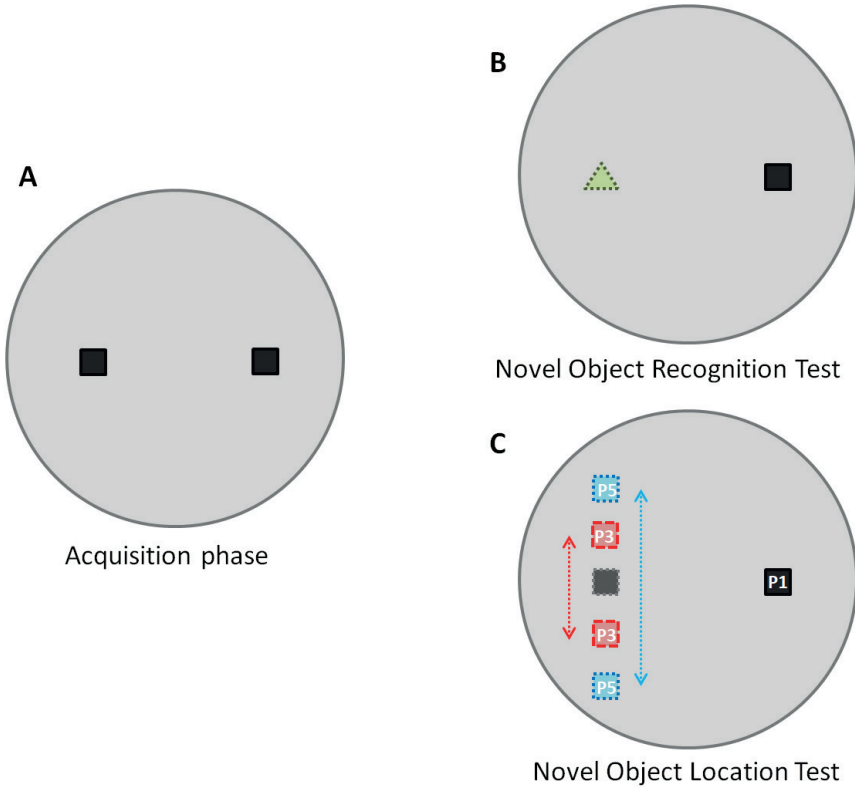 A
Acquisition phase
B
Novel Object Recognition Test
C
P5
P3
P1
P3
P5
Novel Object Location Test